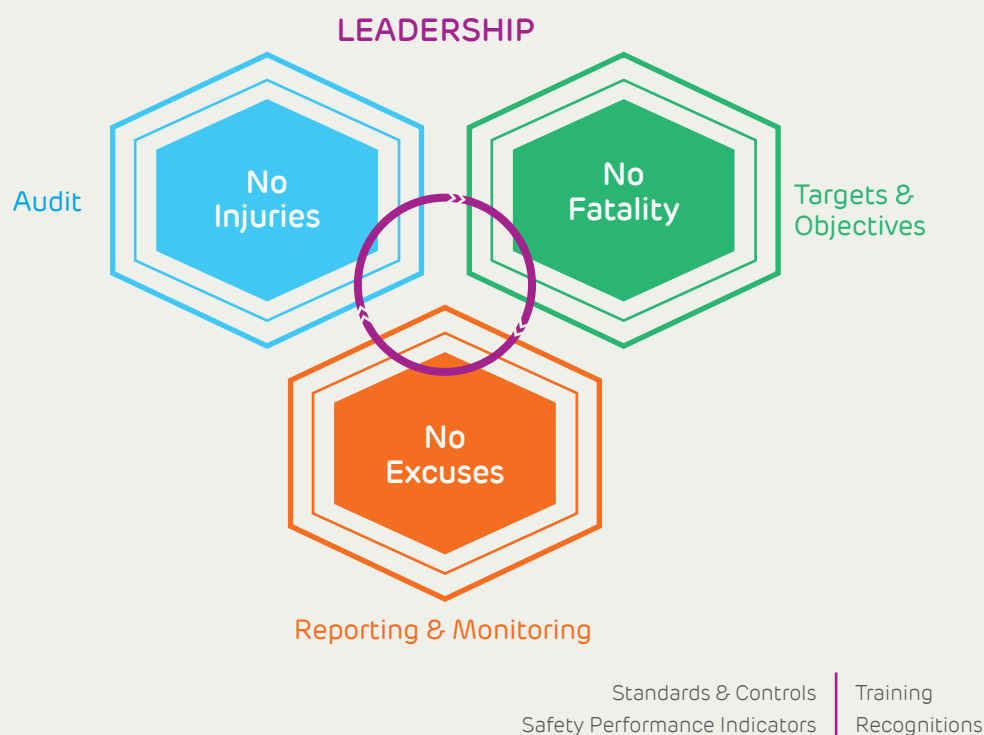 LEADERSHIP
No
Injuries
No
Fatality
Audit
Targets &
Objectives
No
Excuses
Reporting & Monitoring
Standards & Controls
Training
Safety Performance Indicators
Recognitions